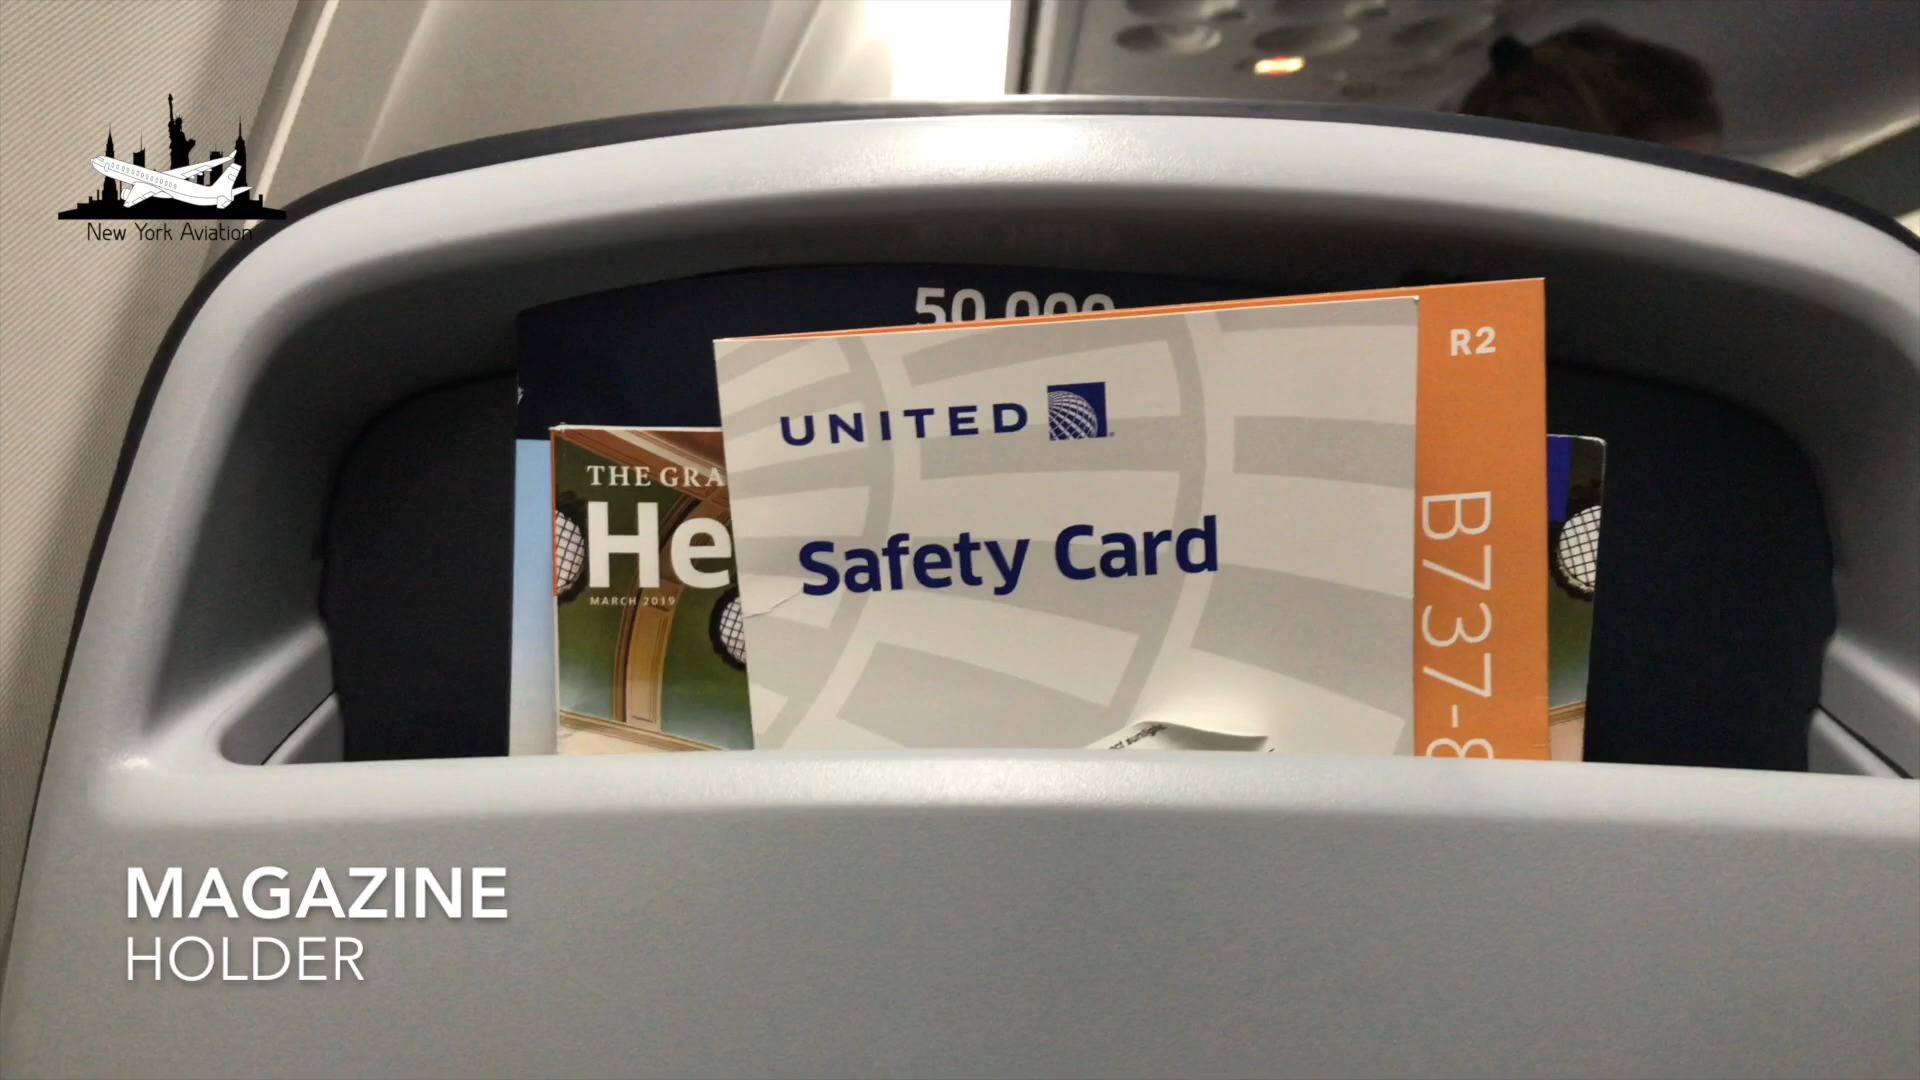 New York Aviation
50,000
R2
UNITED
THE GRA
He
Safety Card
MARCH 2019
B737-8
MAGAZINE
HOLDER